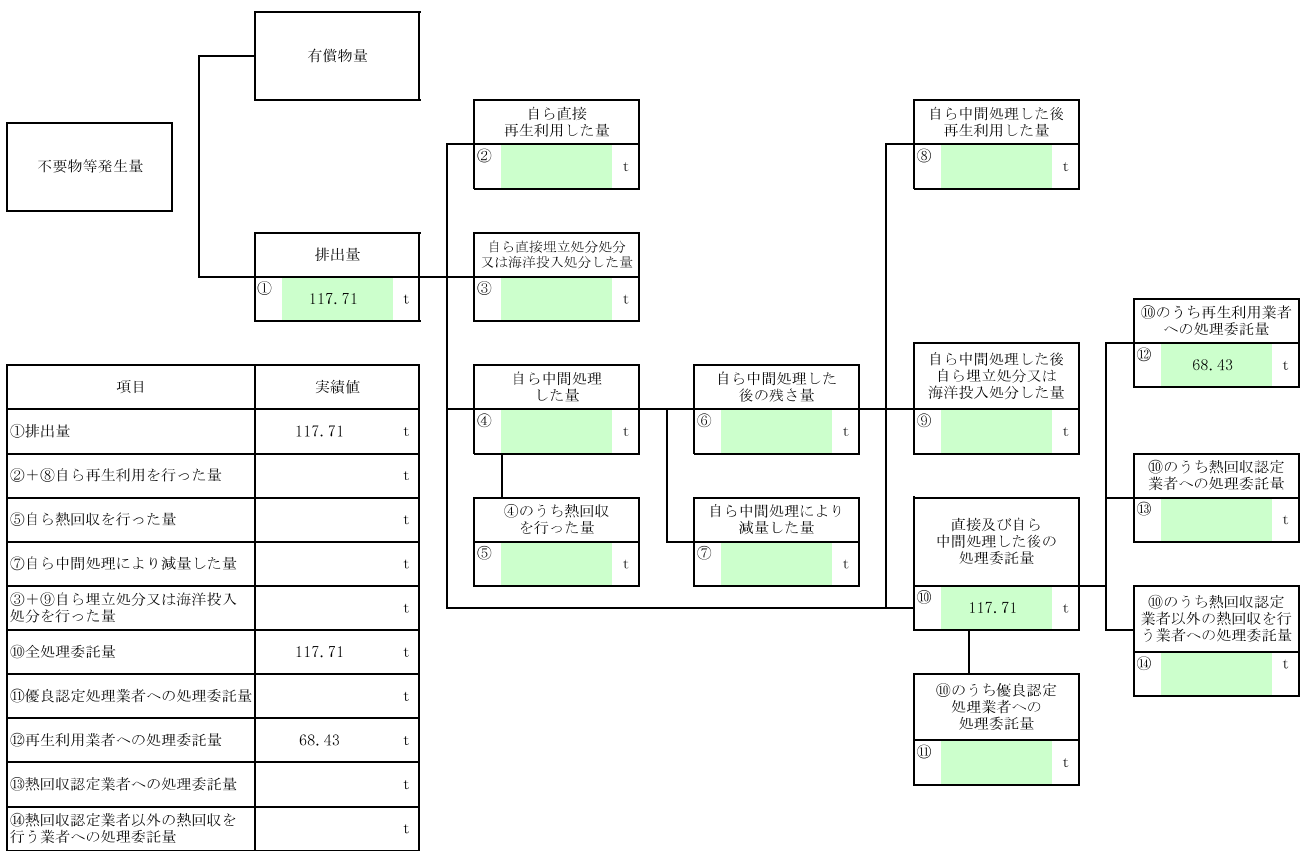 有償物量
不要物等発生量
排出量
① 117.71 t
自ら直接
再生利用した量
② t
自ら直接埋立処分処分
又は海洋投入処分した量
③ t
自ら中間処理
した量
④ t
④のうち熱回収
を行った量
⑤ t
自ら中間処理した
後の残さ量
⑥ t
自ら中間処理により
減量した量
⑦ t
自ら中間処理した後
再生利用した量
⑧ t
自ら中間処理した後
自ら埋立処分又は
海洋投入処分した量
⑨ t
直接及び自ら
中間処理した後の
処理委託量
⑩ 117.71 t
⑩のうち優良認定
処理業者への
処理委託量
⑪ t
⑩のうち再生利用業者
への処理委託量
⑫ 68.43 t
⑩のうち熱回収認定
業者への処理委託量
⑬ t
⑩のうち熱回収認定
業者以外の熱回収を行
う業者への処理委託量
⑭ t
項目 実績値
①排出量 117.71 t
②+⑧自ら再生利用を行った量 t
⑤自ら熱回収を行った量 t
⑦自ら中間処理により減量した量 t
③+⑨自ら埋立処分又は海洋投入
処分を行った量 t
⑩全処理委託量 117.71 t
⑪優良認定処理業者への処理委託量 t
⑫再生利用業者への処理委託量 68.43 t
⑬熱回収認定業者への処理委託量 t
⑭熱回収認定業者以外の熱回収を
行う業者への処理委託量 t